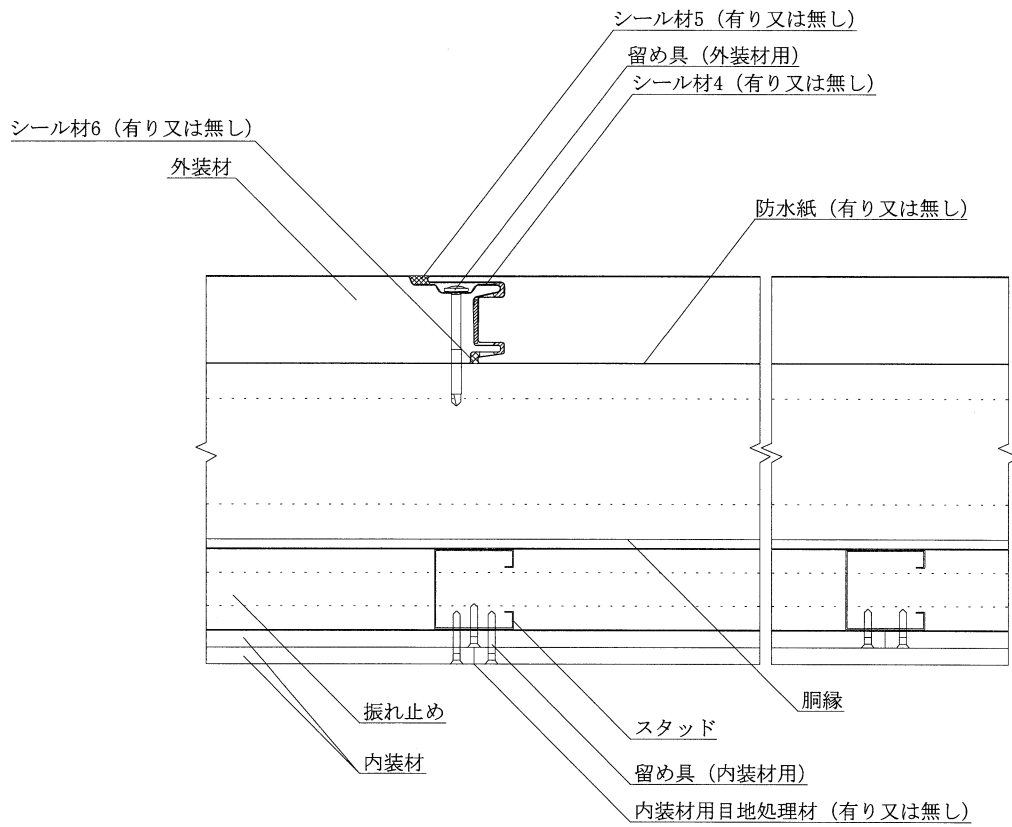 シール材5（有り又は無し）
留め具（外装材用）
シール材4（有り又は無し）
シール材6（有り又は無し）
外装材
防水紙（有り又は無し）
胴縁
振れ止め
スタッド
内装材
留め具（内装材用）
内装材用目地処理材（有り又は無し）